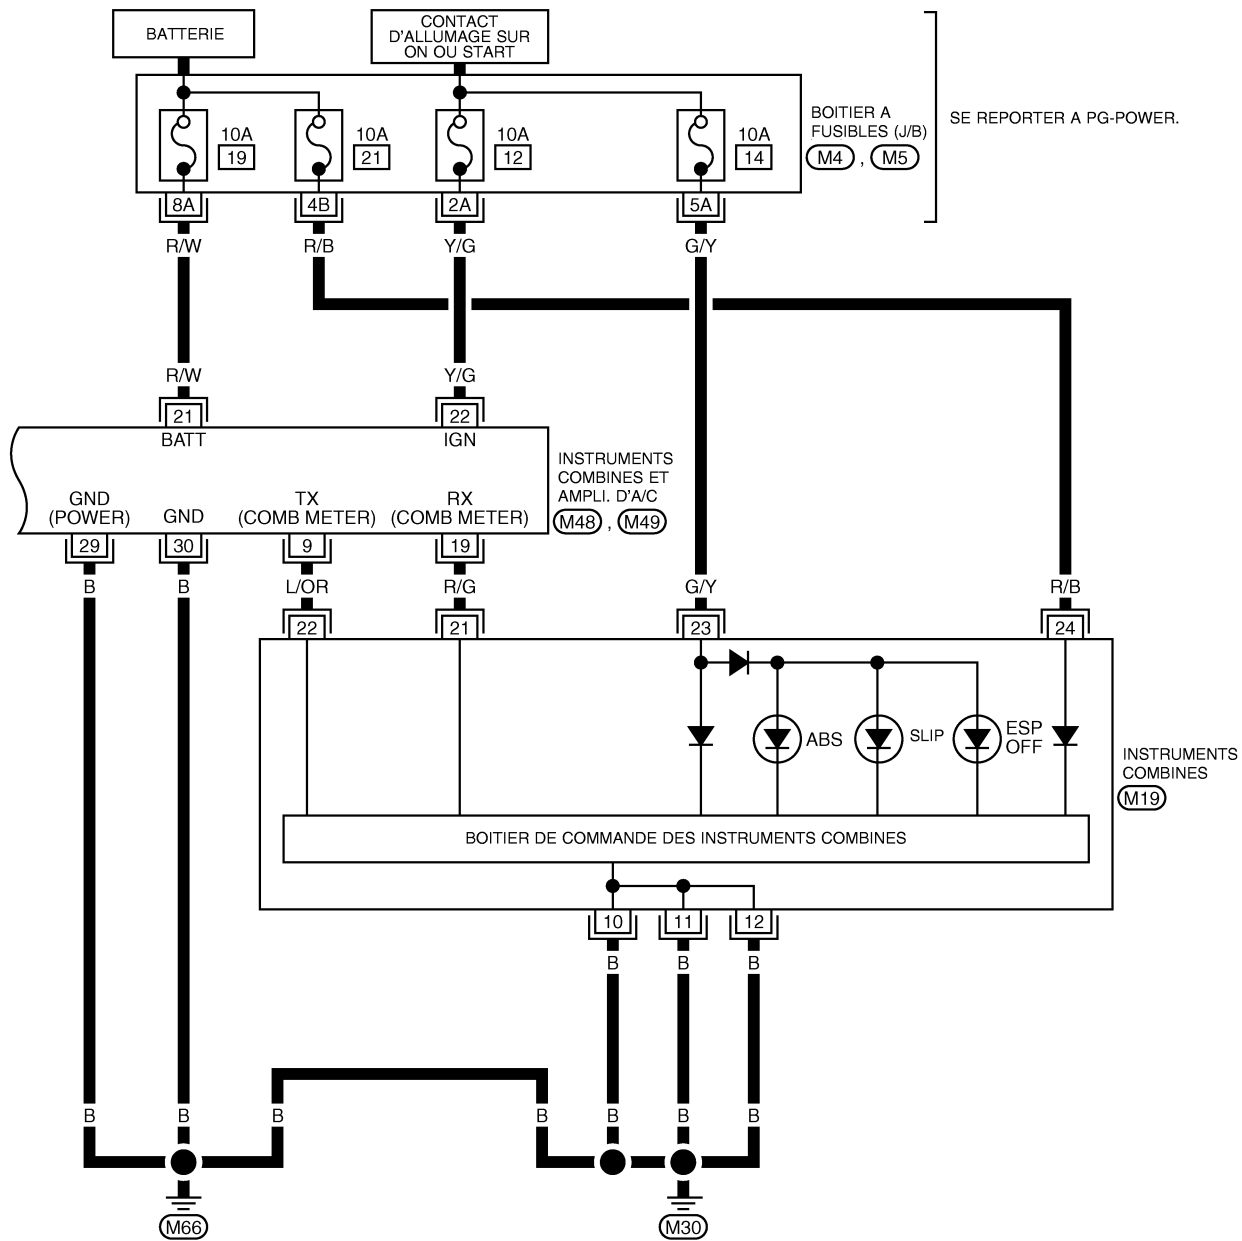 BATTERIE
CONTACT
D'ALLUMAGE SUR
ON OU START
10A
19
10A
21
10A
12
10A
14
BOITIER A
FUSIBLES (J/B)
M4 , M5
SE REPORTER A PG-POWER.
8A
4B
2A
5A
R/W
R/B
Y/G
G/Y
R/W
Y/G
21
22
BATT
IGN
INSTRUMENTS
COMBINES ET
AMPLI. D'A/C
M48 , M49
GND
(POWER)
GND
TX
(COMB METER)
RX
(COMB METER)
29
30
9
19
B
B
L/OR
R/G
G/Y
R/B
22
21
23
24
ABS
SLIP
ESP
OFF
INSTRUMENTS
COMBINES
M19
BOITIER DE COMMANDE DES INSTRUMENTS COMBINES
10
11
12
B
B
B
B
B
B
B
B
B
B
M66
M30